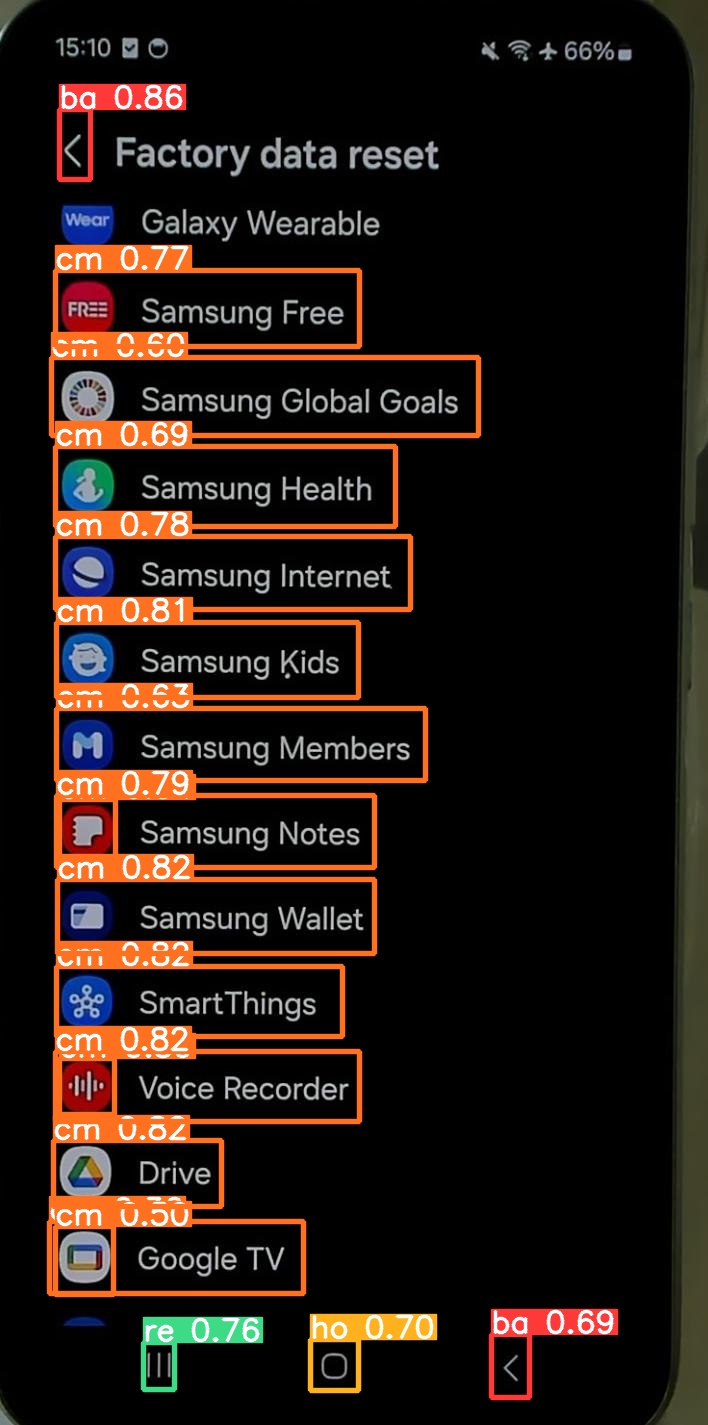 15:10 66%
ba 0.86
Factory data reset
Wear Galaxy Wearable
cm 0.77
FREE Samsung Free
cm 0.60
Samsung Global Goals
cm 0.69
Samsung Health
cm 0.78
Samsung Internet
cm 0.81
Samsung Kids
cm 0.63
Samsung Members
cm 0.79
Samsung Notes
cm 0.82
Samsung Wallet
cm 0.82
SmartThings
cm 0.82
Voice Recorder
cm 0.82
Drive
cm 0.50
Google TV
re 0.76 ho 0.70 ba 0.69